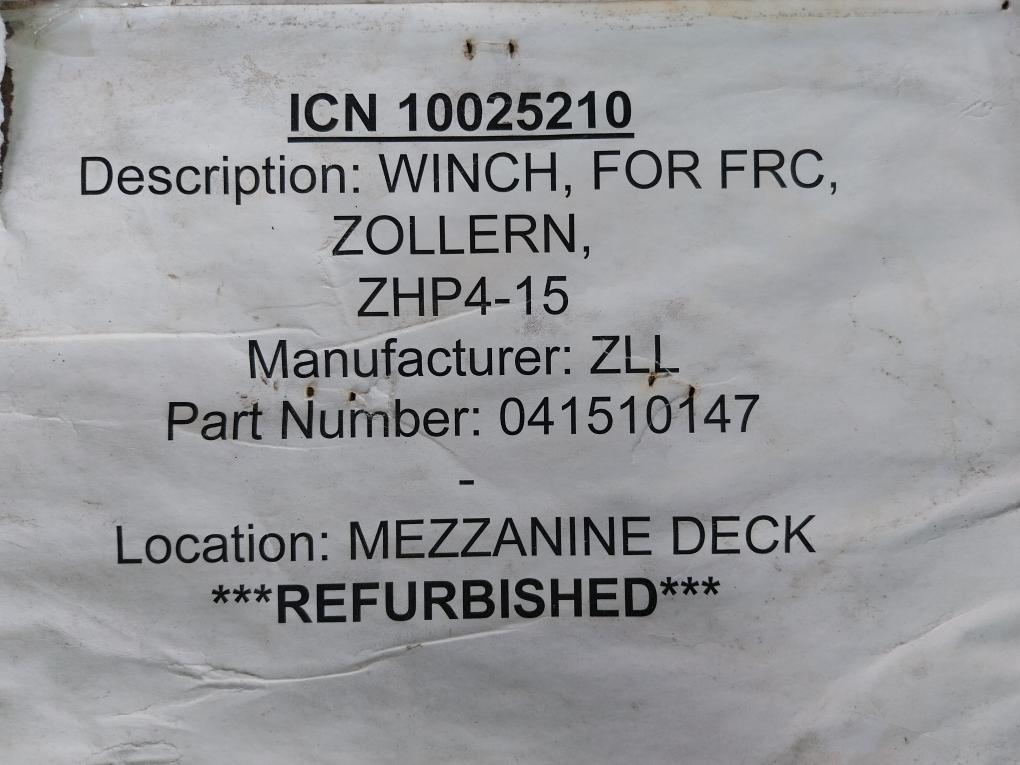 ICN 10025210
Description: WINCH, FOR FRC,
ZOLLERN,
ZHP4-15
Manufacturer: ZLL
Part Number: 041510147
-
Location: MEZZANINE DECK
***REFURBISHED***